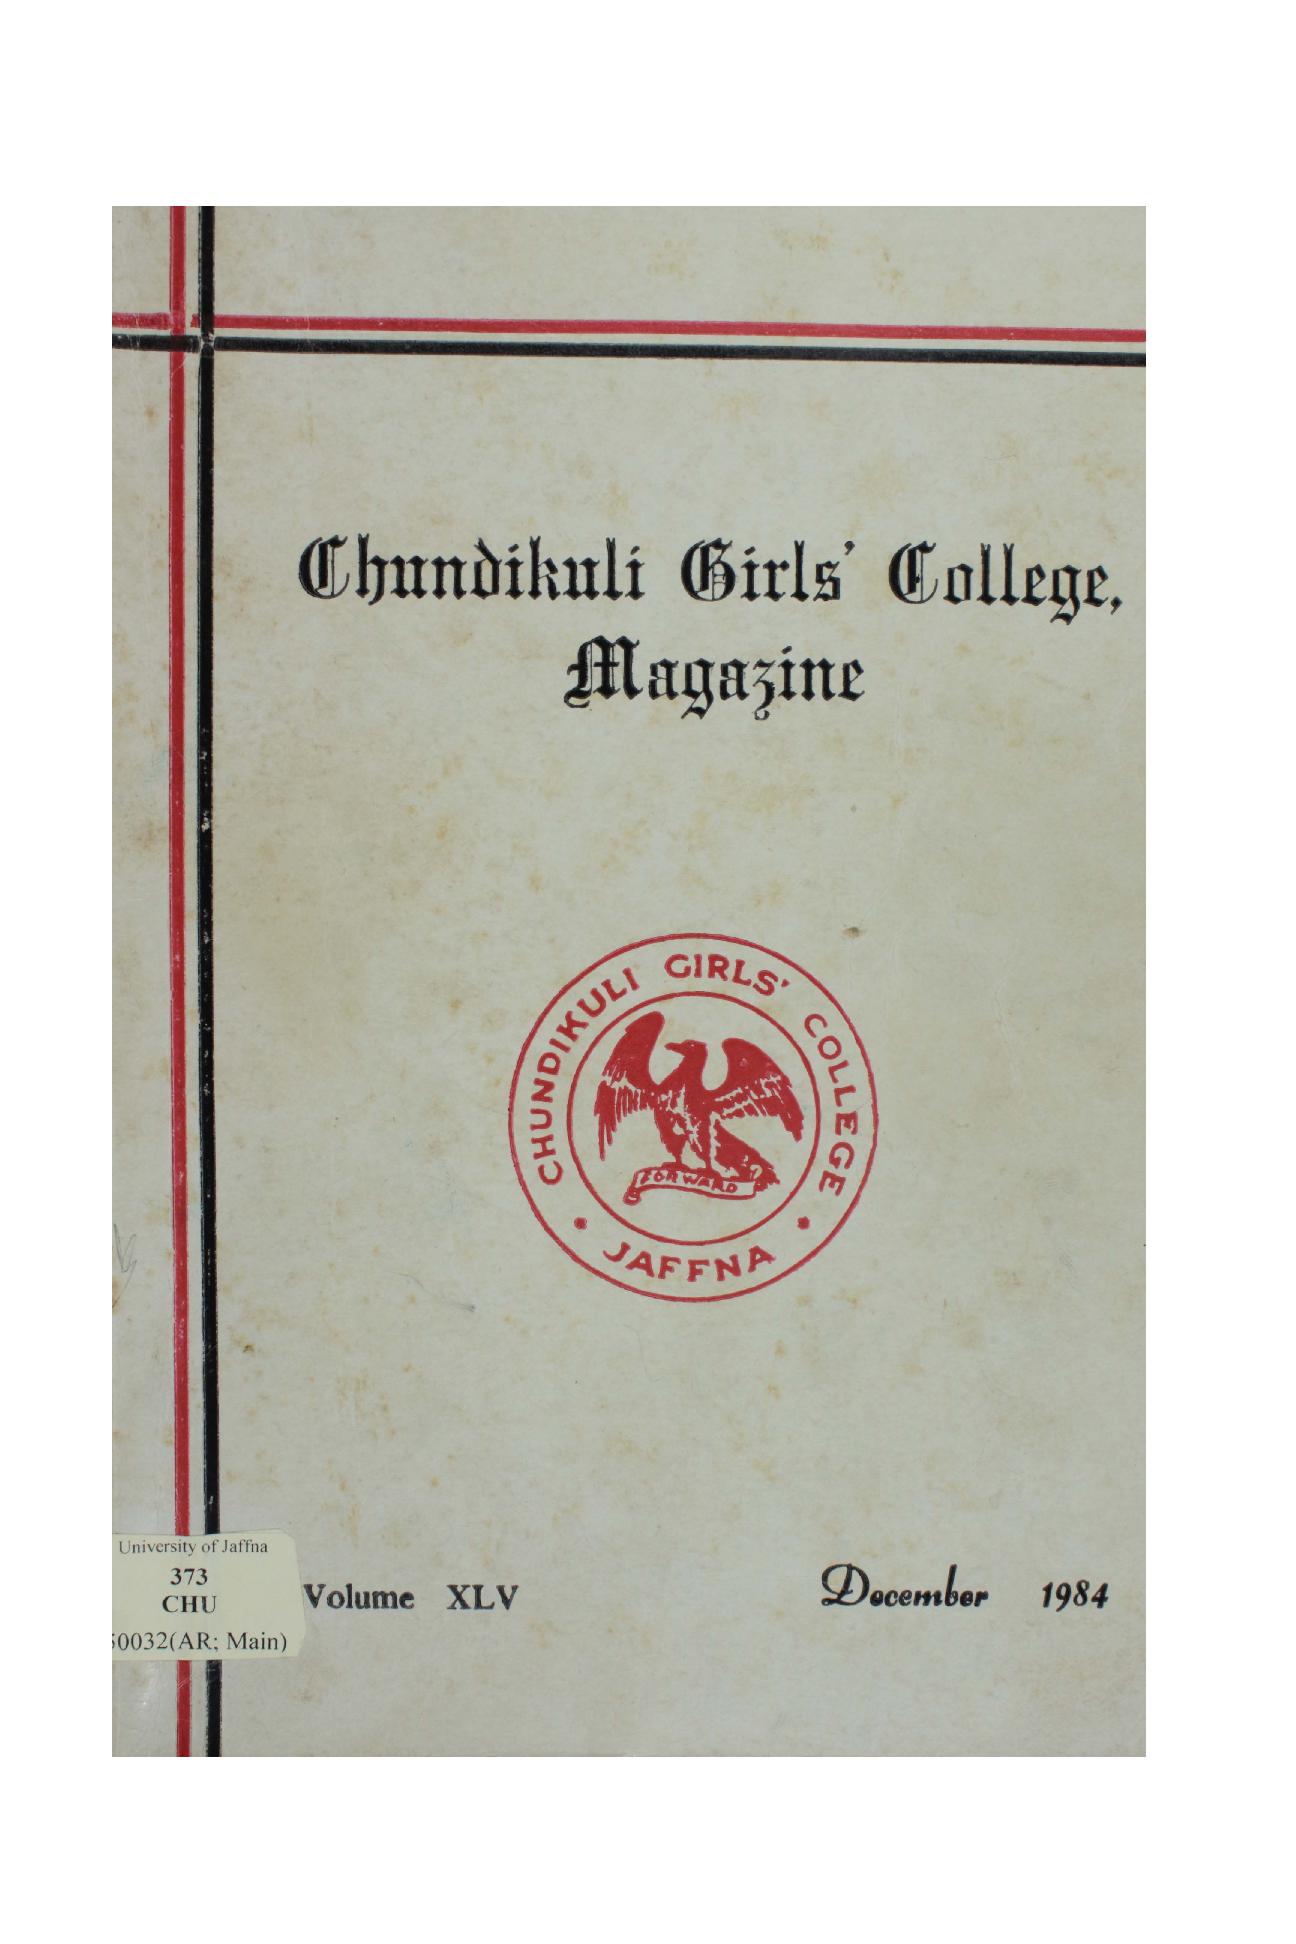 Chundikuli Girls' College,
Magazine
CHUNDIKULI GIRLS' COLLEGE
FORWARD
JAFFNA
University of Jaffna
373
CHU
50032(AR; Main)
Volume XLV
December 1984